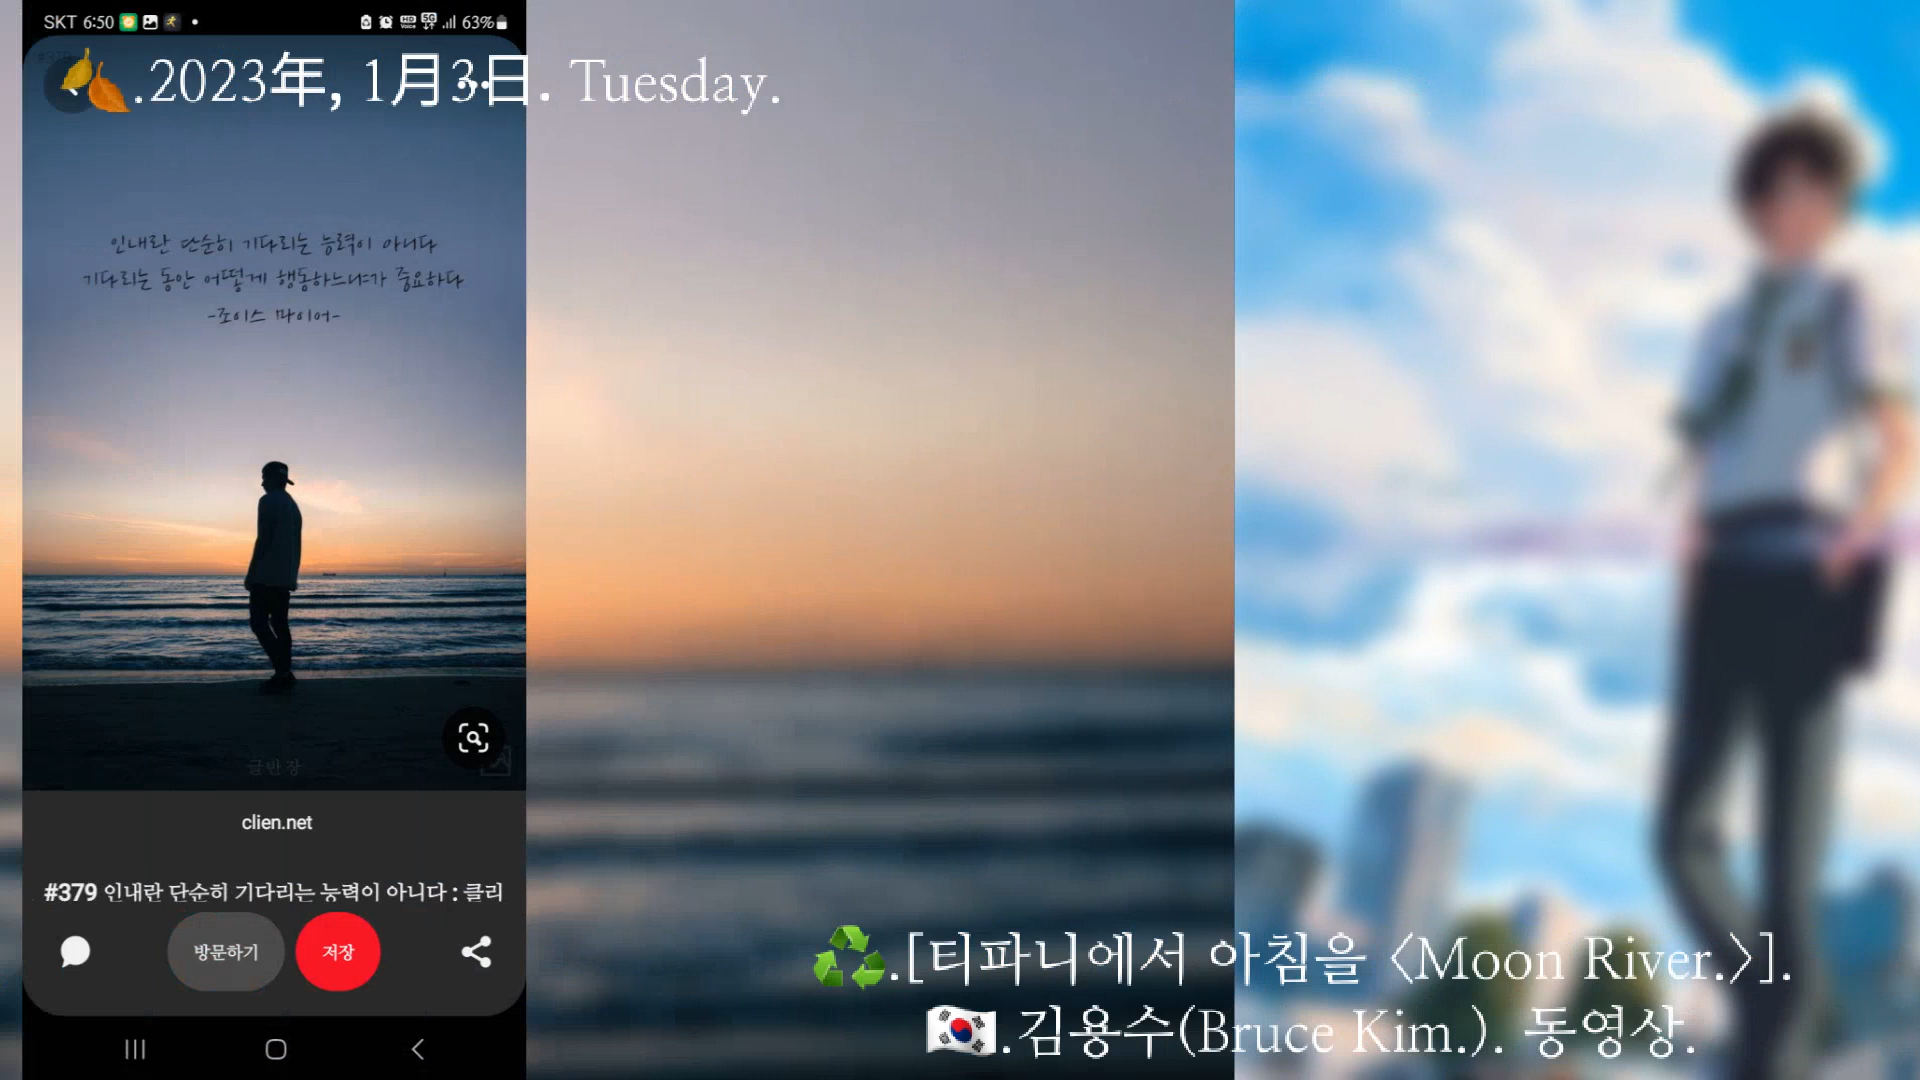 SKT 6:50 63%
.2023年, 1月3日. Tuesday.
인내란 단순히 기다리는 능력이 아니다
기다리는 동안 어떻게 행동하느냐가 중요하다
-조이스 마이어-
글반장
clien.net
#379 인내란 단순히 기다리는 능력이 아니다 : 클리
방문하기 저장
.[티파니에서 아침을 〈Moon River.〉].
.김용수(Bruce Kim.). 동영상.